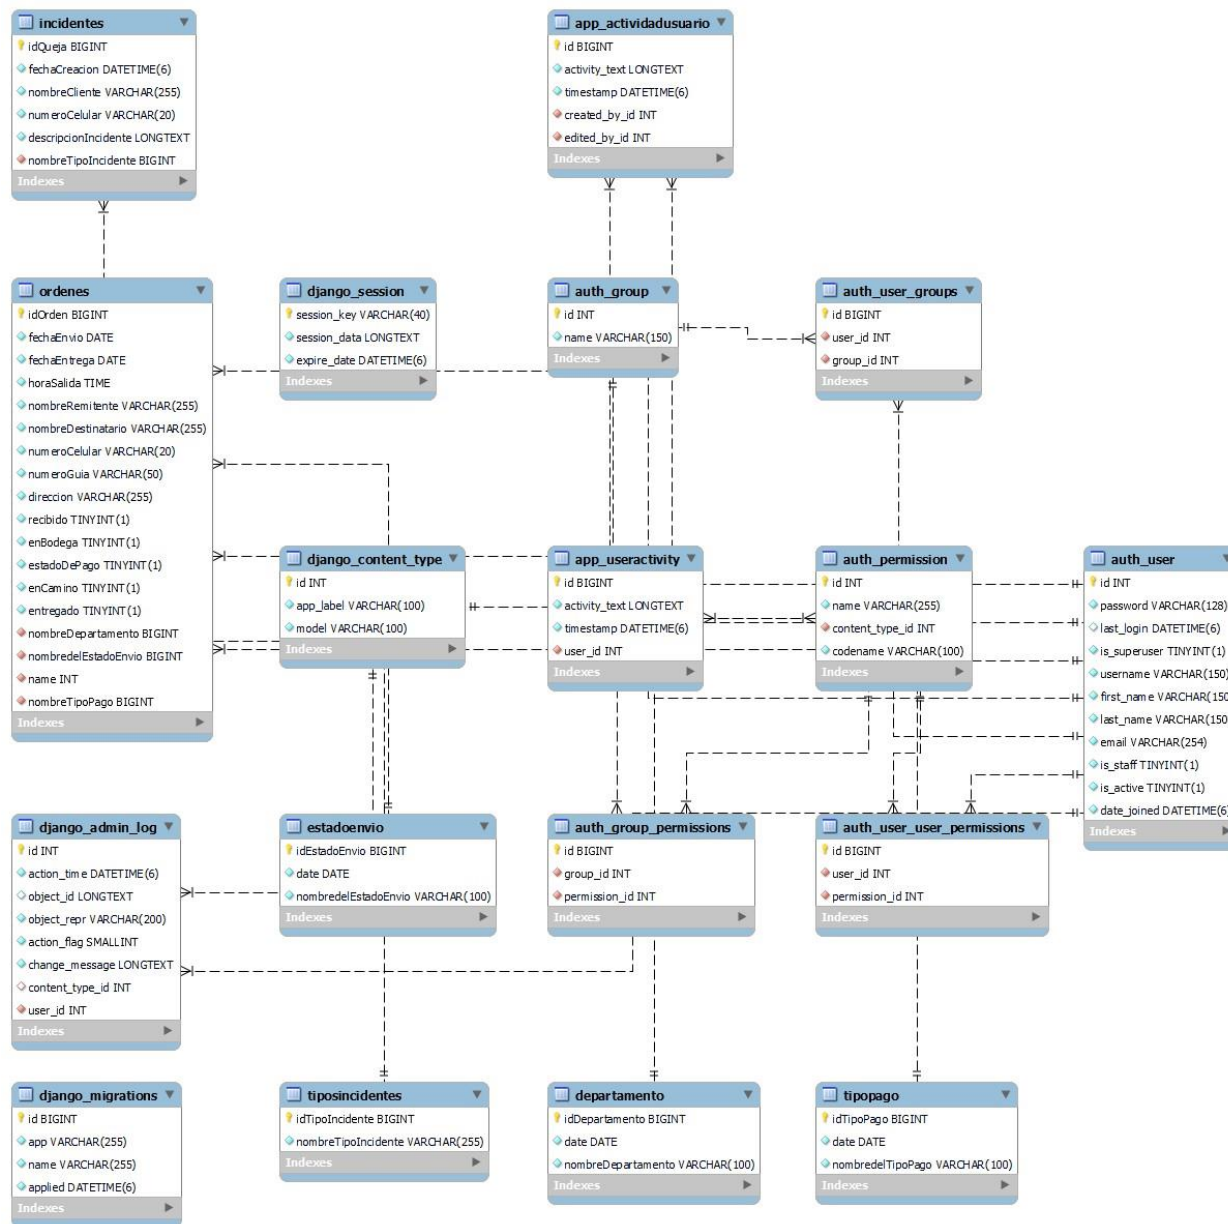 incidentes
idQueja BIGINT
fechaCreacion DATETIME(6)
nombreCliente VARCHAR(255)
numeroCelular VARCHAR(20)
descripcionIncidente LONGTEXT
nombreTipoIncidente BIGINT
Indexes
app_actividadusuario
id BIGINT
activity_text LONGTEXT
timestamp DATETIME(6)
created_by_id INT
edited_by_id INT
Indexes
ordenes
idOrden BIGINT
fechaEnvio DATE
fechaEntrega DATE
horaSalida TIME
nombreRemitente VARCHAR(255)
nombreDestinatario VARCHAR(255)
numeroCelular VARCHAR(20)
numeroGuia VARCHAR(50)
direccion VARCHAR(255)
recibido TINYINT(1)
enBodega TINYINT(1)
estadoDePago TINYINT(1)
enCamino TINYINT(1)
entregado TINYINT(1)
nombreDepartamento BIGINT
nombredelEstadoEnvio BIGINT
name INT
nombreTipoPago BIGINT
Indexes
django_session
session_key VARCHAR(40)
session_data LONGTEXT
expire_date DATETIME(6)
Indexes
auth_group
id INT
name VARCHAR(150)
Indexes
auth_user_groups
id BIGINT
user_id INT
group_id INT
Indexes
django_content_type
id INT
app_label VARCHAR(100)
model VARCHAR(100)
Indexes
app_useractivity
id BIGINT
activity_text LONGTEXT
timestamp DATETIME(6)
user_id INT
Indexes
auth_permission
id INT
name VARCHAR(255)
content_type_id INT
codename VARCHAR(100)
Indexes
auth_user
id INT
password VARCHAR(128)
last_login DATETIME(6)
is_superuser TINYINT(1)
username VARCHAR(150)
first_name VARCHAR(150
last_name VARCHAR(150
email VARCHAR(254)
is_staff TINYINT(1)
is_active TINYINT(1)
date_joined DATETIME(6)
Indexes
django_admin_log
id INT
action_time DATETIME(6)
object_id LONGTEXT
object_repr VARCHAR(200)
action_flag SMALLINT
change_message LONGTEXT
content_type_id INT
user_id INT
Indexes
estadoenvio
idEstadoEnvio BIGINT
date DATE
nombredelEstadoEnvio VARCHAR(100)
Indexes
auth_group_permissions
id BIGINT
group_id INT
permission_id INT
Indexes
auth_user_user_permissions
id BIGINT
user_id INT
permission_id INT
Indexes
django_migrations
id BIGINT
app VARCHAR(255)
name VARCHAR(255)
applied DATETIME(6)
Indexes
tiposincidentes
idTipoIncidente BIGINT
nombreTipoIncidente VARCHAR(255)
Indexes
departamento
idDepartamento BIGINT
date DATE
nombreDepartamento VARCHAR(100)
Indexes
tipopago
idTipoPago BIGINT
date DATE
nombredelTipoPago VARCHAR(100)
Indexes